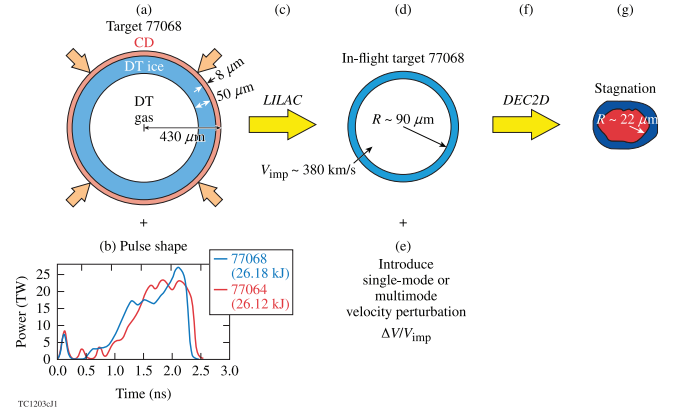 (a)
(c)
(d)
(f)
(g)
Target 77068
CD
DT ice
8 μm
50 μm
DT
gas
430 μm
LILAC
In-flight target 77068
R ~ 90 μm
V_imp ~ 380 km/s
DEC2D
Stagnation
R ~ 22 μm
+
+
(b) Pulse shape
77068
(26.18 kJ)
77064
(26.12 kJ)
Power (TW)
25
20
15
10
5
0
0.0 0.5 1.0 1.5 2.0 2.5 3.0
Time (ns)
(e)
Introduce
single-mode or
multimode
velocity perturbation
ΔV/V_imp
TC1203cJ1